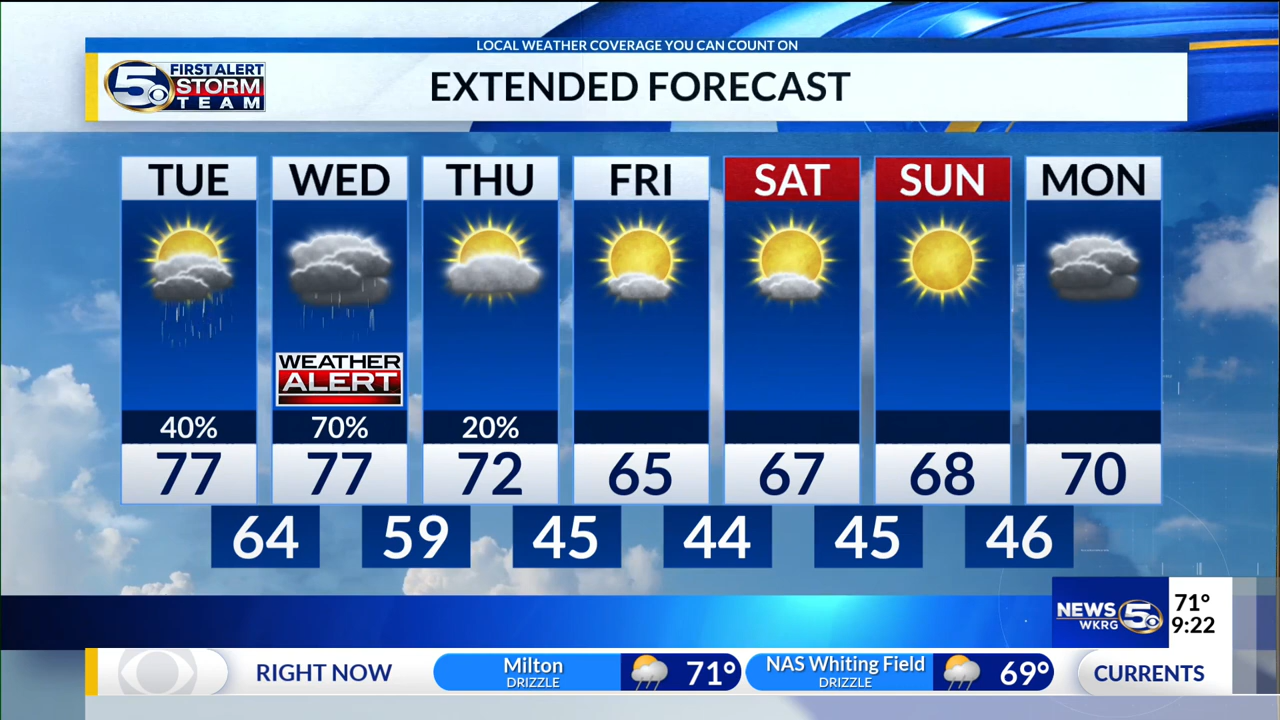 LOCAL WEATHER COVERAGE YOU CAN COUNT ON
5 FIRST ALERT
STORM
TEAM
EXTENDED FORECAST
TUE WED THU FRI SAT SUN MON
WEATHER
ALERT
40% 70% 20%
77 77 72 65 67 68 70
64 59 45 44 45 46
NEWS 5
WKRG
71°
9:22
RIGHT NOW
Milton
DRIZZLE
71°
NAS Whiting Field
DRIZZLE
69°
CURRENTS